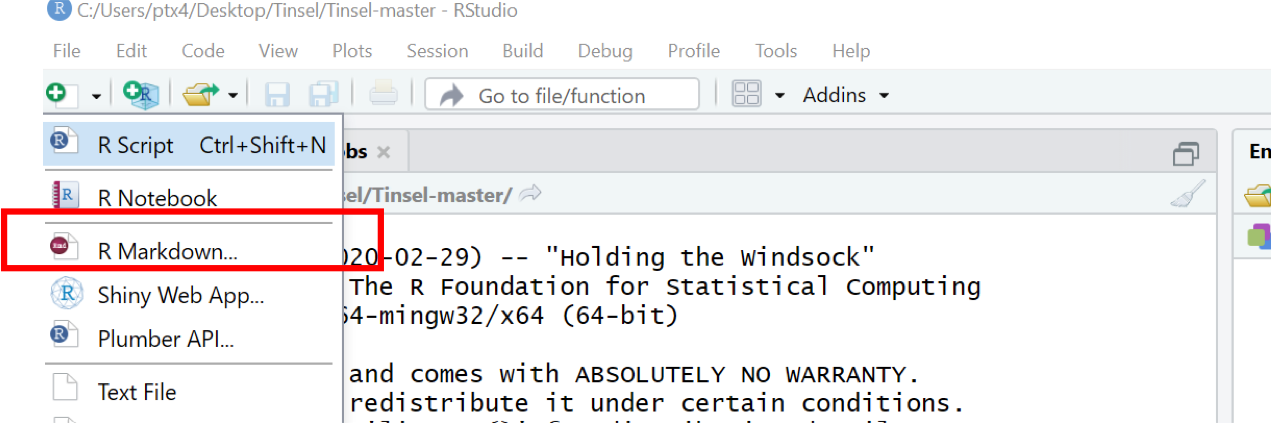 C:/Users/ptx4/Desktop/Tinsel/Tinsel-master - RStudio
File Edit Code View Plots Session Build Debug Profile Tools Help
Go to file/function Addins
R Script Ctrl+Shift+N
obs
En
R Notebook
sel/Tinsel-master/
R Markdown...
020-02-29) -- "Holding the Windsock"
Shiny Web App...
The R Foundation for Statistical Computing
64-mingw32/x64 (64-bit)
Plumber API...
Text File
and comes with ABSOLUTELY NO WARRANTY.
redistribute it under certain conditions.